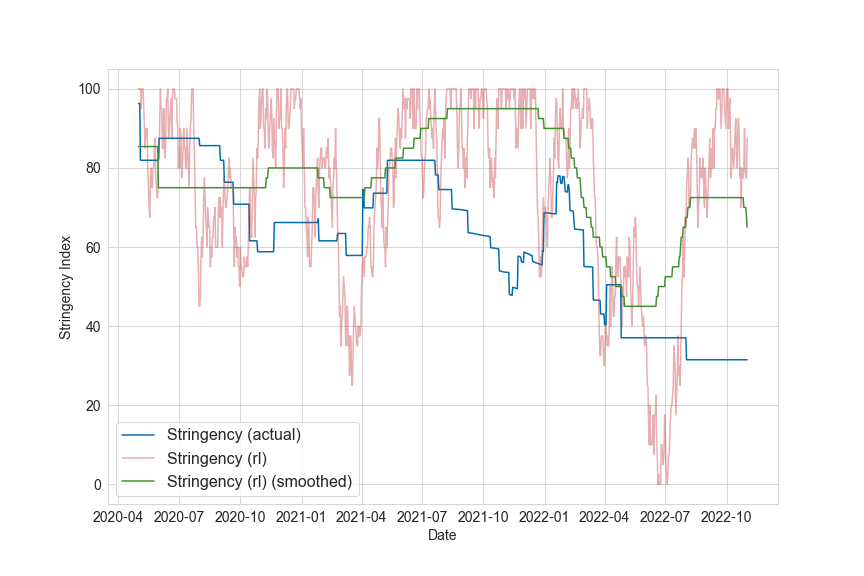 100
80
60
40
20
0
Stringency Index
Stringency (actual)
Stringency (rl)
Stringency (rl) (smoothed)
2020-04 2020-07 2020-10 2021-01 2021-04 2021-07 2021-10 2022-01 2022-04 2022-07 2022-10
Date